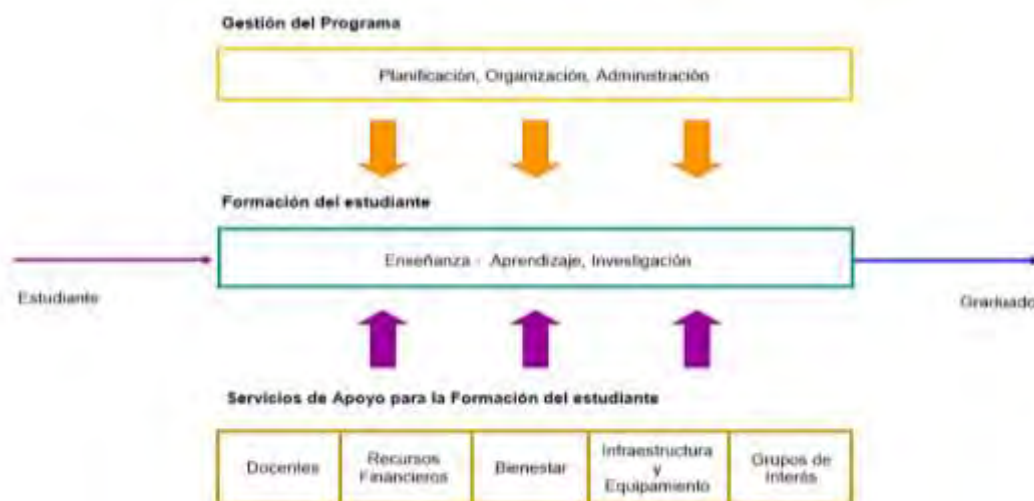 Gestión del Programa
Planificación, Organización, Administración
Formación del estudiante
Enseñanza - Aprendizaje, Investigación
Estudiante
Graduado
Servicios de Apoyo para la Formación del estudiante
Docentes
Recursos
Financieros
Bienestar
Infraestructura
y
Equipamiento
Grupos de
Interés